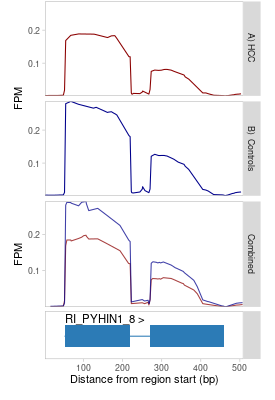 A) HCC
0.2
0.1
FPM
B) Controls
0.2
0.1
Combined
0.2
0.1
FPM
RI_PYHIN1_8 >
100 200 300 400 500
Distance from region start (bp)